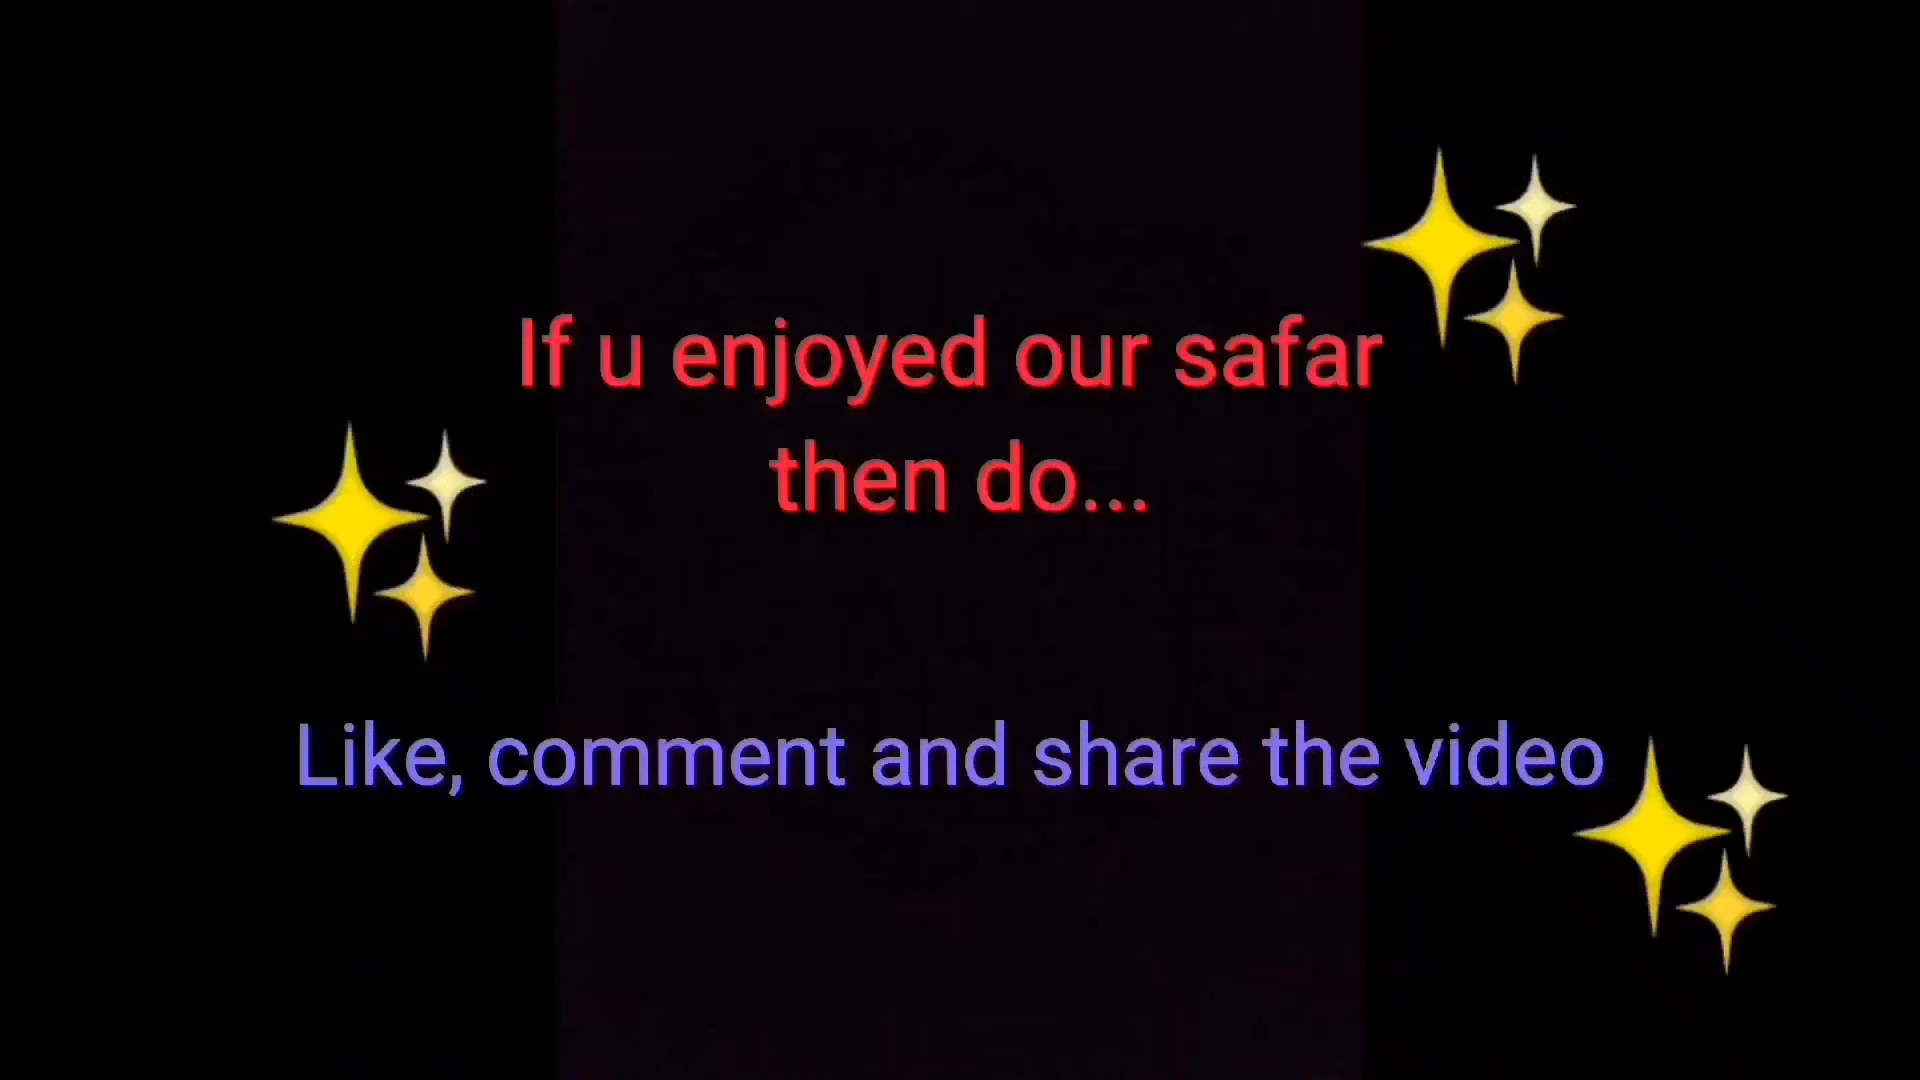 If u enjoyed our safar
then do...
Like, comment and share the video